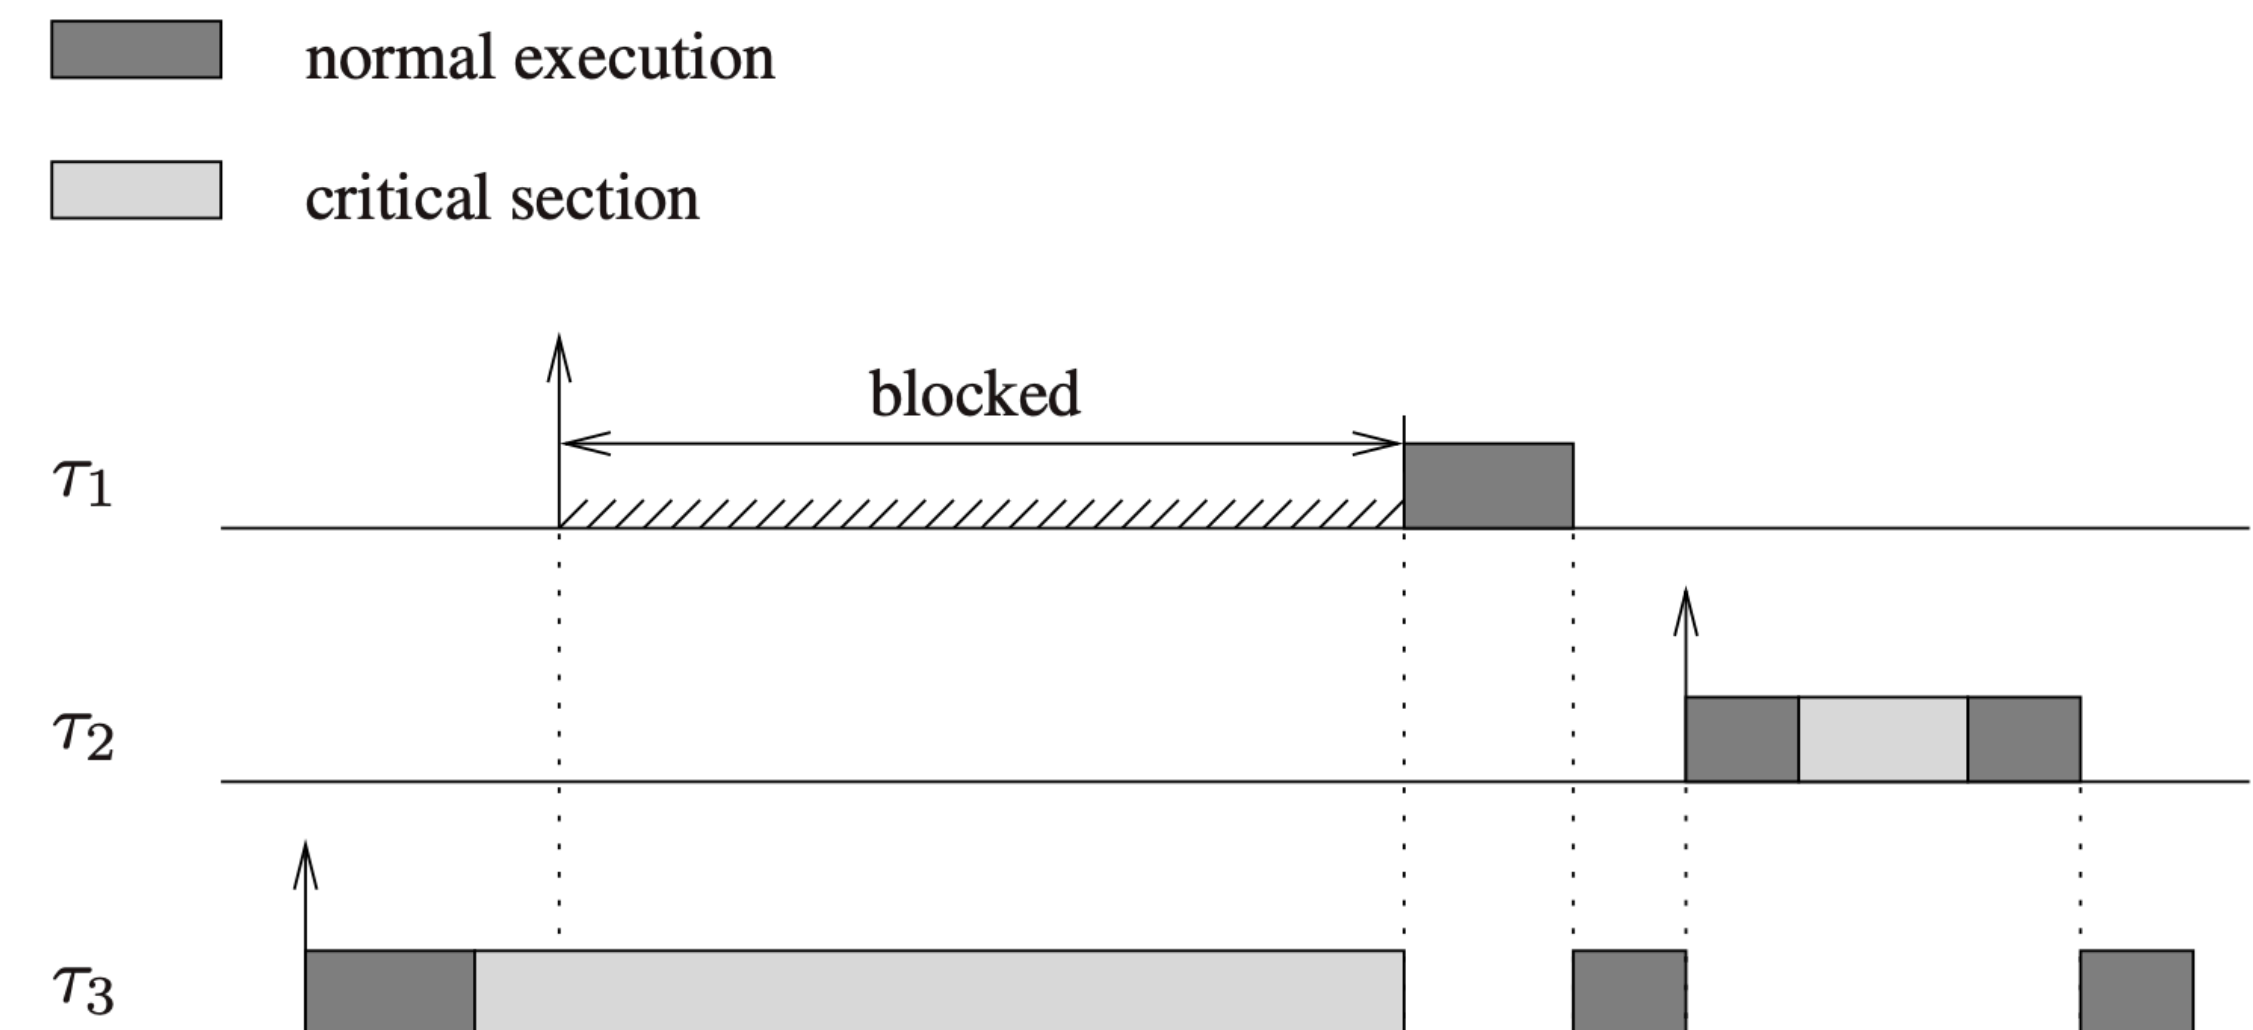 normal execution
critical section
blocked
τ1
τ2
τ3